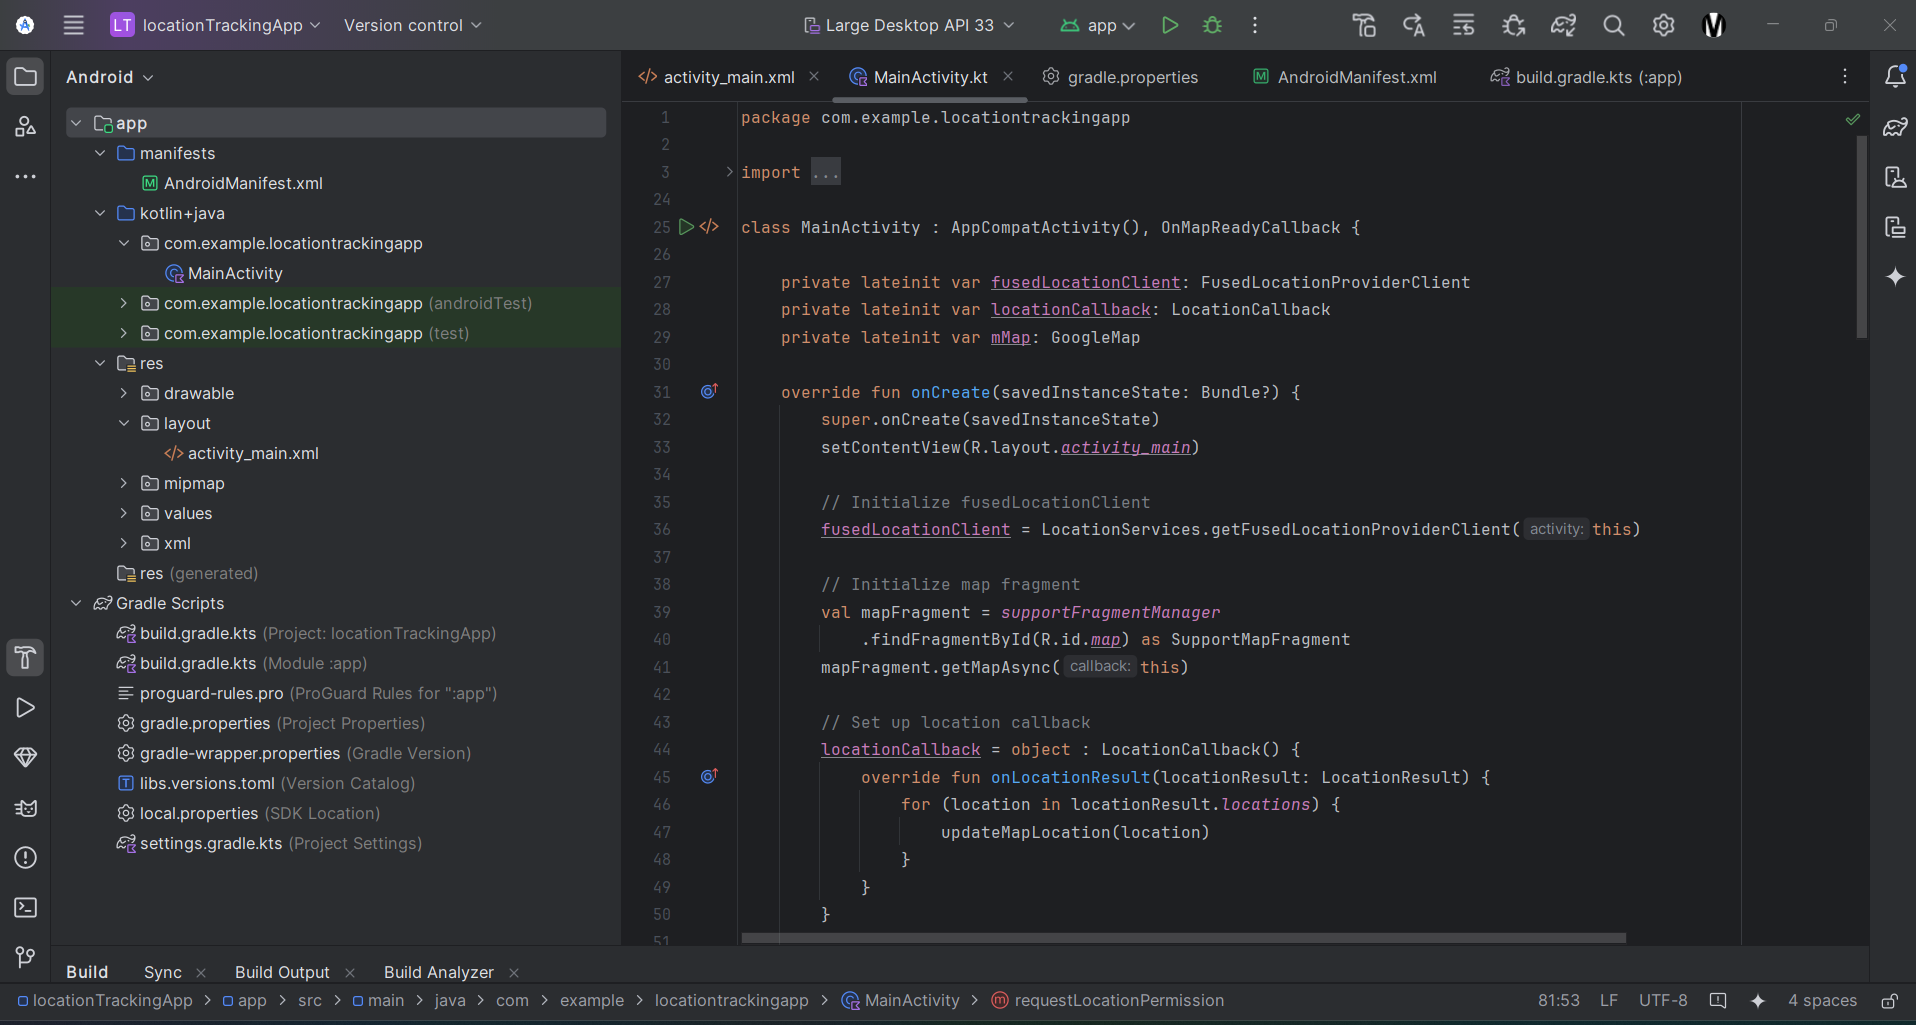 LT locationTrackingApp Version control Large Desktop API 33 app
Android
app
manifests
AndroidManifest.xml
kotlin+java
com.example.locationtrackingapp
MainActivity
com.example.locationtrackingapp (androidTest)
com.example.locationtrackingapp (test)
res
drawable
layout
activity_main.xml
mipmap
values
xml
res (generated)
Gradle Scripts
build.gradle.kts (Project: locationTrackingApp)
build.gradle.kts (Module :app)
proguard-rules.pro (ProGuard Rules for ":app")
gradle.properties (Project Properties)
gradle-wrapper.properties (Gradle Version)
libs.versions.toml (Version Catalog)
local.properties (SDK Location)
settings.gradle.kts (Project Settings)
activity_main.xml MainActivity.kt gradle.properties AndroidManifest.xml build.gradle.kts (:app)
1 package com.example.locationtrackingapp
2
3 import ...
24
25 class MainActivity : AppCompatActivity(), OnMapReadyCallback {
26
27 private lateinit var fusedLocationClient: FusedLocationProviderClient
28 private lateinit var locationCallback: LocationCallback
29 private lateinit var mMap: GoogleMap
30
31 override fun onCreate(savedInstanceState: Bundle?) {
32 super.onCreate(savedInstanceState)
33 setContentView(R.layout.activity_main)
34
35 // Initialize fusedLocationClient
36 fusedLocationClient = LocationServices.getFusedLocationProviderClient( activity: this)
37
38 // Initialize map fragment
39 val mapFragment = supportFragmentManager
40 .findFragmentById(R.id.map) as SupportMapFragment
41 mapFragment.getMapAsync( callback: this)
42
43 // Set up location callback
44 locationCallback = object : LocationCallback() {
45 override fun onLocationResult(locationResult: LocationResult) {
46 for (location in locationResult.locations) {
47 updateMapLocation(location)
48 }
49 }
50 }
51
Build Sync Build Output Build Analyzer
locationTrackingApp > app > src > main > java > com > example > locationtrackingapp > MainActivity > requestLocationPermission 81:53 LF UTF-8 4 spaces